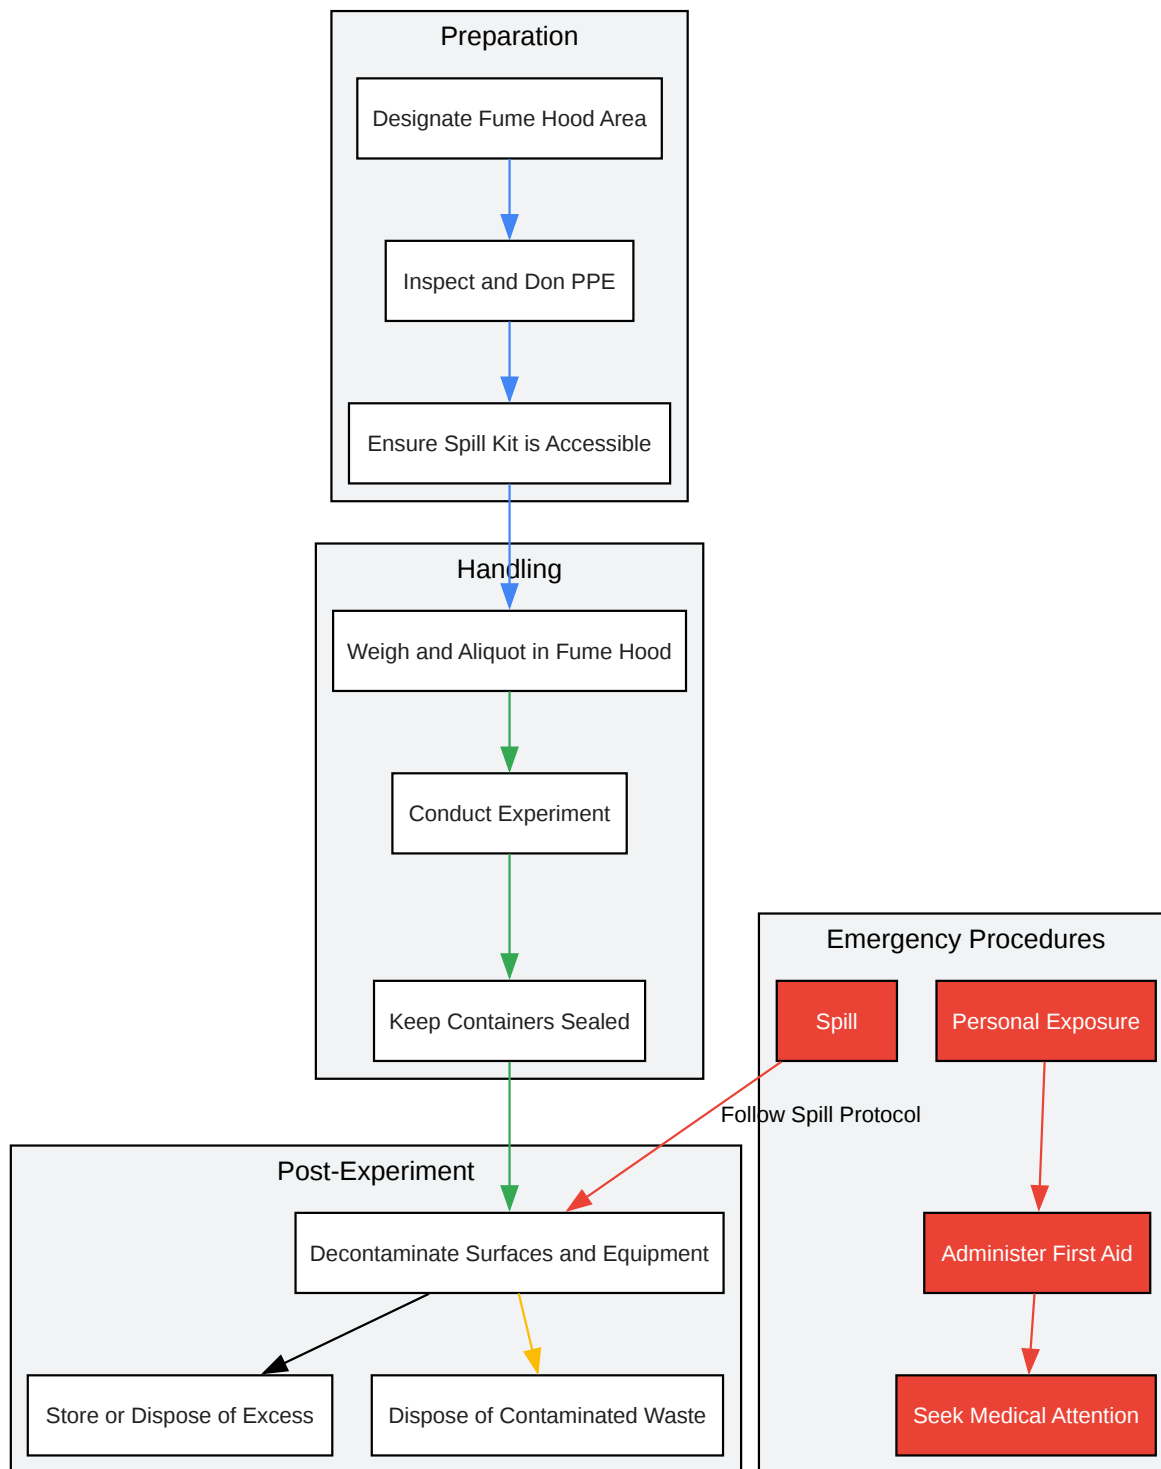 Preparation
Designate Fume Hood Area
Inspect and Don PPE
Ensure Spill Kit is Accessible
Handling
Weigh and Aliquot in Fume Hood
Conduct Experiment
Keep Containers Sealed
Emergency Procedures
Spill
Personal Exposure
Follow Spill Protocol
Post-Experiment
Decontaminate Surfaces and Equipment
Administer First Aid
Store or Dispose of Excess
Dispose of Contaminated Waste
Seek Medical Attention